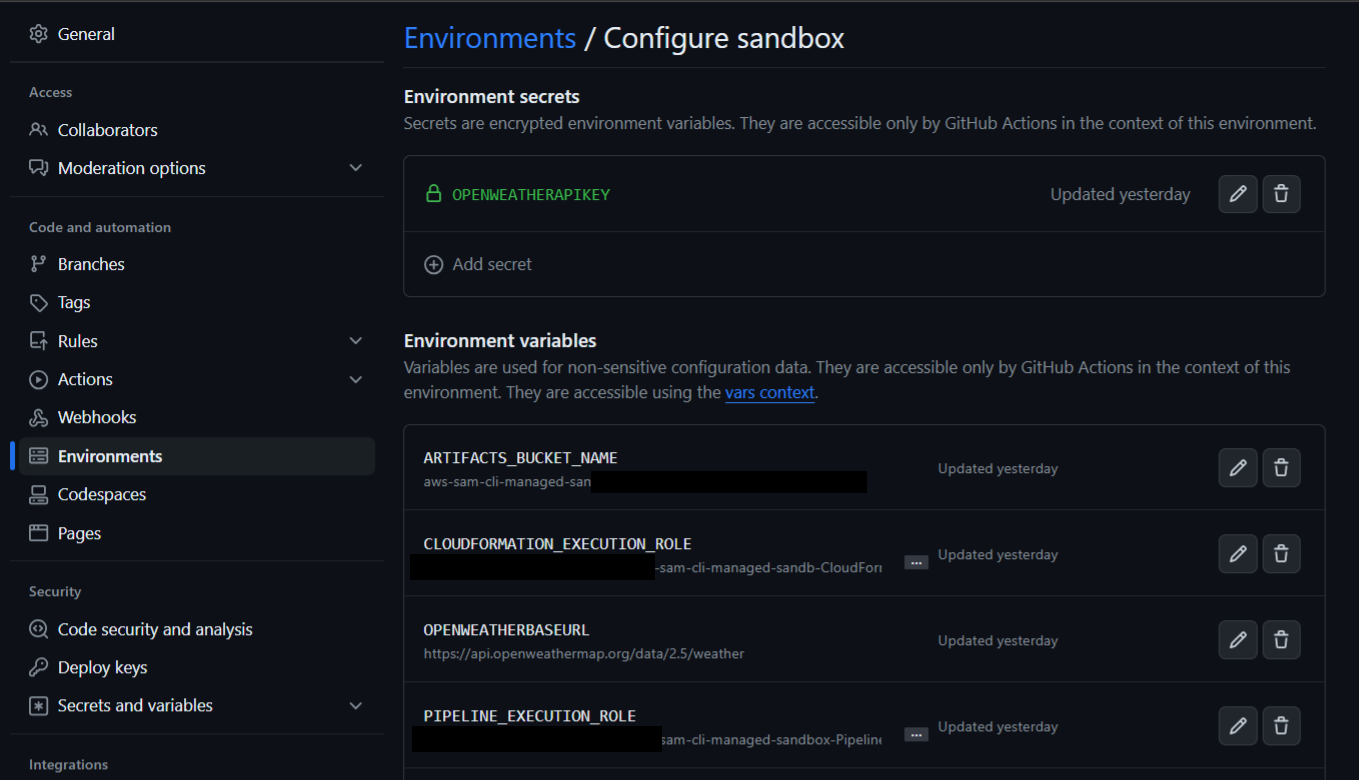 General
Access
Collaborators
Moderation options
Code and automation
Branches
Tags
Rules
Actions
Webhooks
Environments
Codespaces
Pages
Security
Code security and analysis
Deploy keys
Secrets and variables
Integrations
Environments / Configure sandbox
Environment secrets
Secrets are encrypted environment variables. They are accessible only by GitHub Actions in the context of this environment.
OPENWEATHERAPIKEY Updated yesterday
Add secret
Environment variables
Variables are used for non-sensitive configuration data. They are accessible only by GitHub Actions in the context of this
environment. They are accessible using the vars context.
ARTIFACTS_BUCKET_NAME
aws-sam-cli-managed-san
Updated yesterday
CLOUDFORMATION_EXECUTION_ROLE
-sam-cli-managed-sandb-CloudForm
... Updated yesterday
OPENWEATHERBASEURL
https://api.openweathermap.org/data/2.5/weather
Updated yesterday
PIPELINE_EXECUTION_ROLE
sam-cli-managed-sandbox-Pipeline
... Updated yesterday